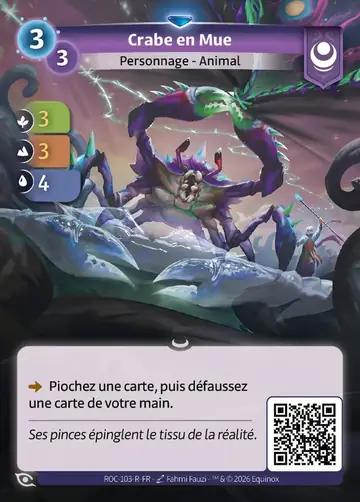 3
Crabe en Mue
3
Personnage - Animal
3
3
4
Piochez une carte, puis défaussez
une carte de votre main.
Ses pinces épinglent le tissu de la réalité.
ROC-103-R-FR - Fahmi Fauzi - ™ & © 2026 Equinox